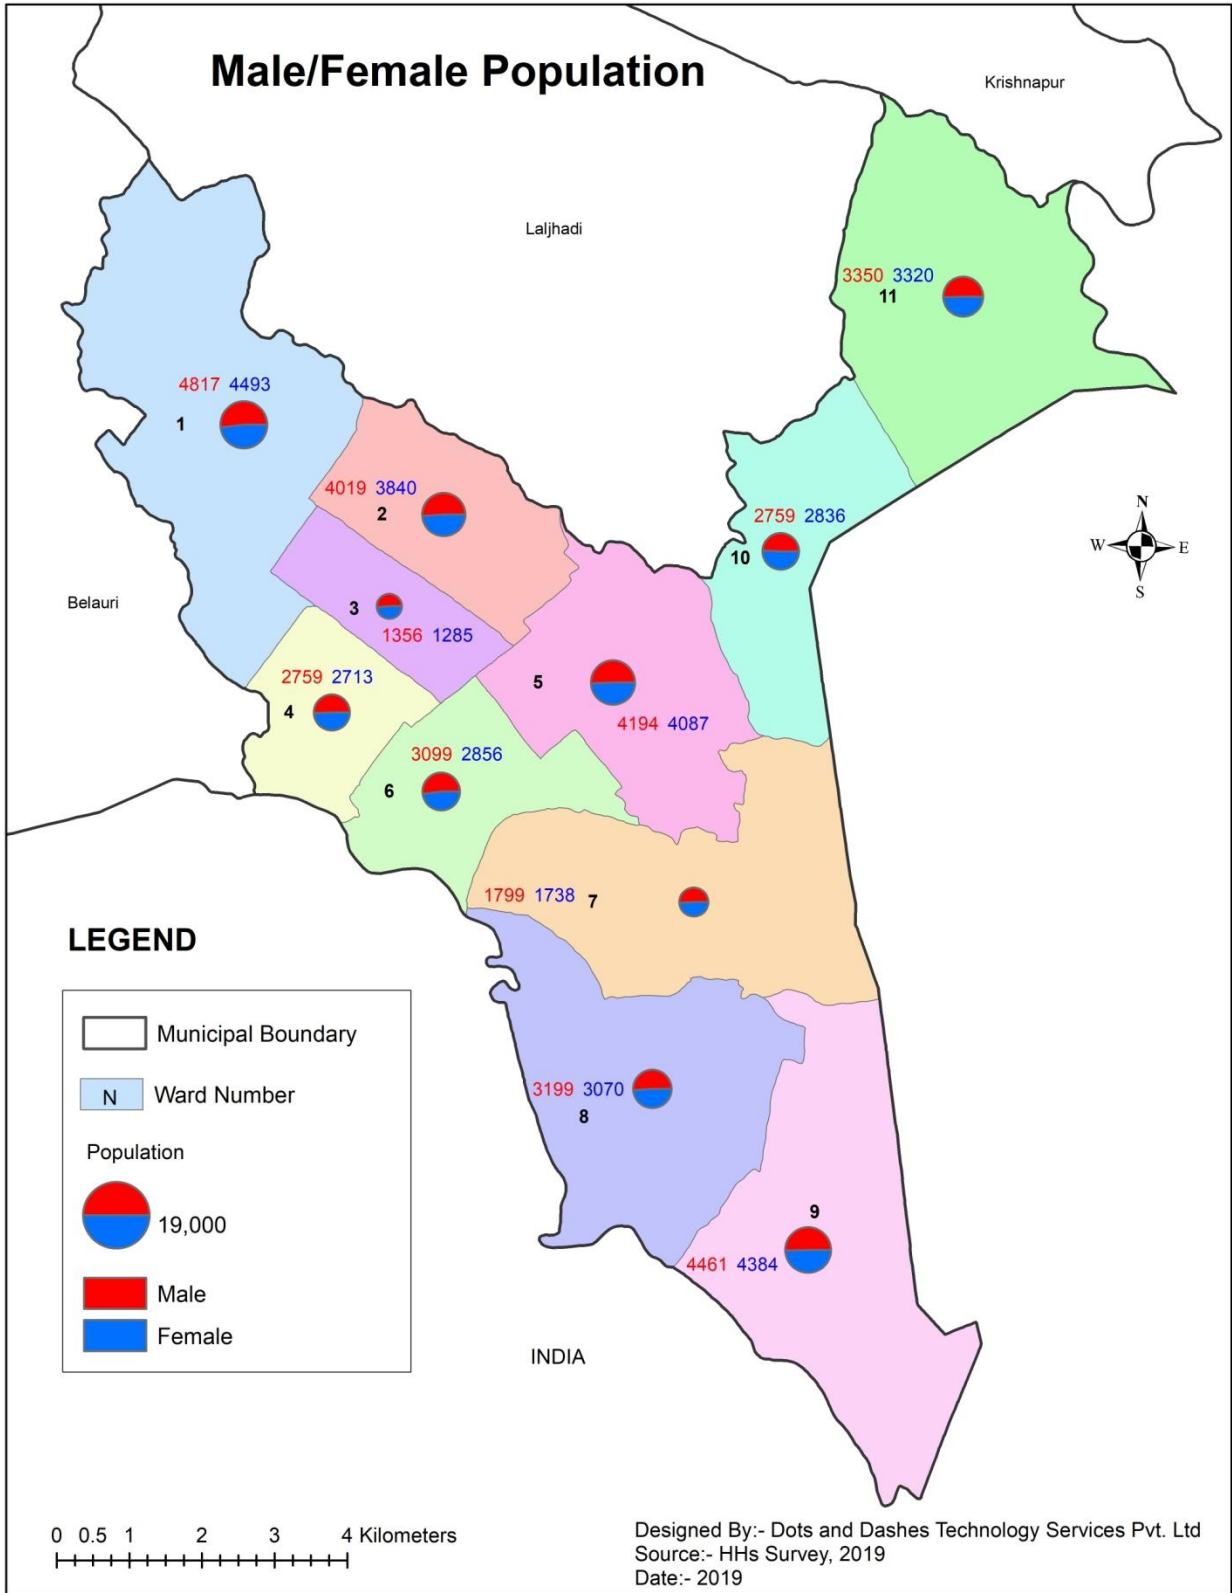 Male/Female Population
Krishnapur
Laljhadi
3350 3320
11
4817 4493
1
4019 3840
2
2759 2836
10
N
W E
S
Belauri
3
1356 1285
2759 2713
4
5
4194 4087
3099 2856
6
1799 1738 7
LEGEND
Municipal Boundary
N Ward Number
Population
19,000
Male
Female
3199 3070
8
9
4461 4384
INDIA
0 0.5 1 2 3 4 Kilometers
Designed By:- Dots and Dashes Technology Services Pvt. Ltd
Source:- HHs Survey, 2019
Date:- 2019